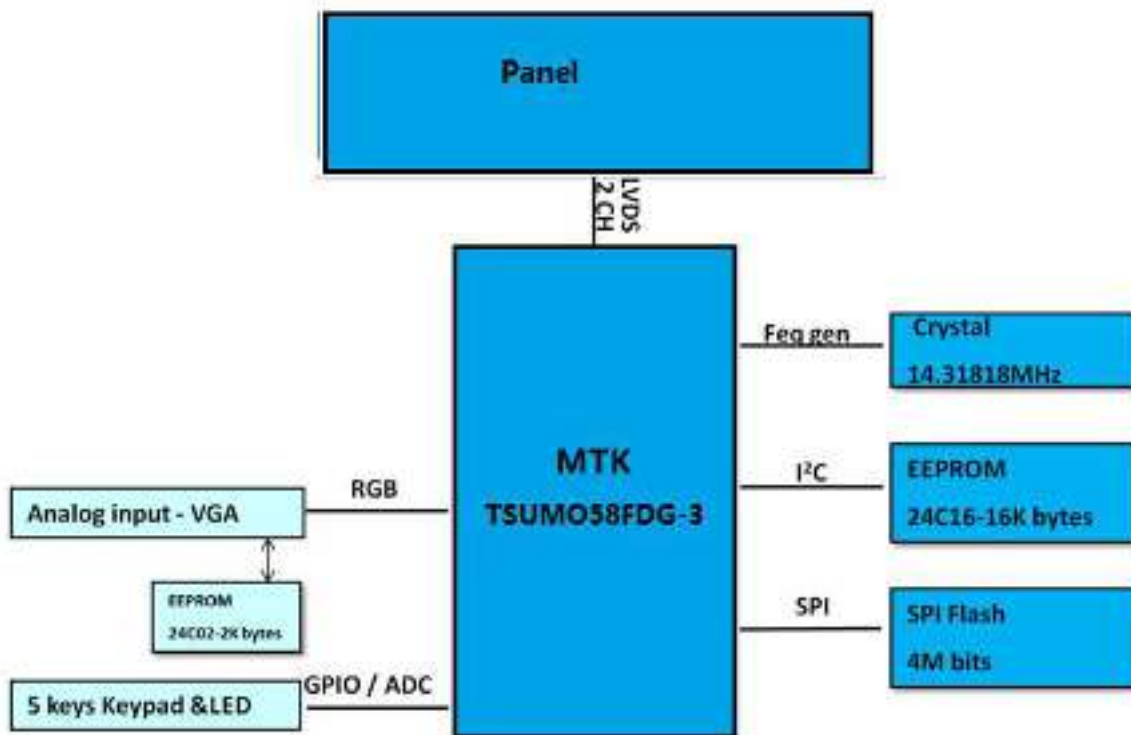 Panel
LVDS
2 CH
Feq gen
Crystal
14.31818MHz
MTK
TSUMO58FDG-3
I²C
EEPROM
24C16-16K bytes
RGB
Analog input - VGA
EEPROM
24C02-2K bytes
SPI
SPI Flash
4M bits
GPIO / ADC
5 keys Keypad &LED